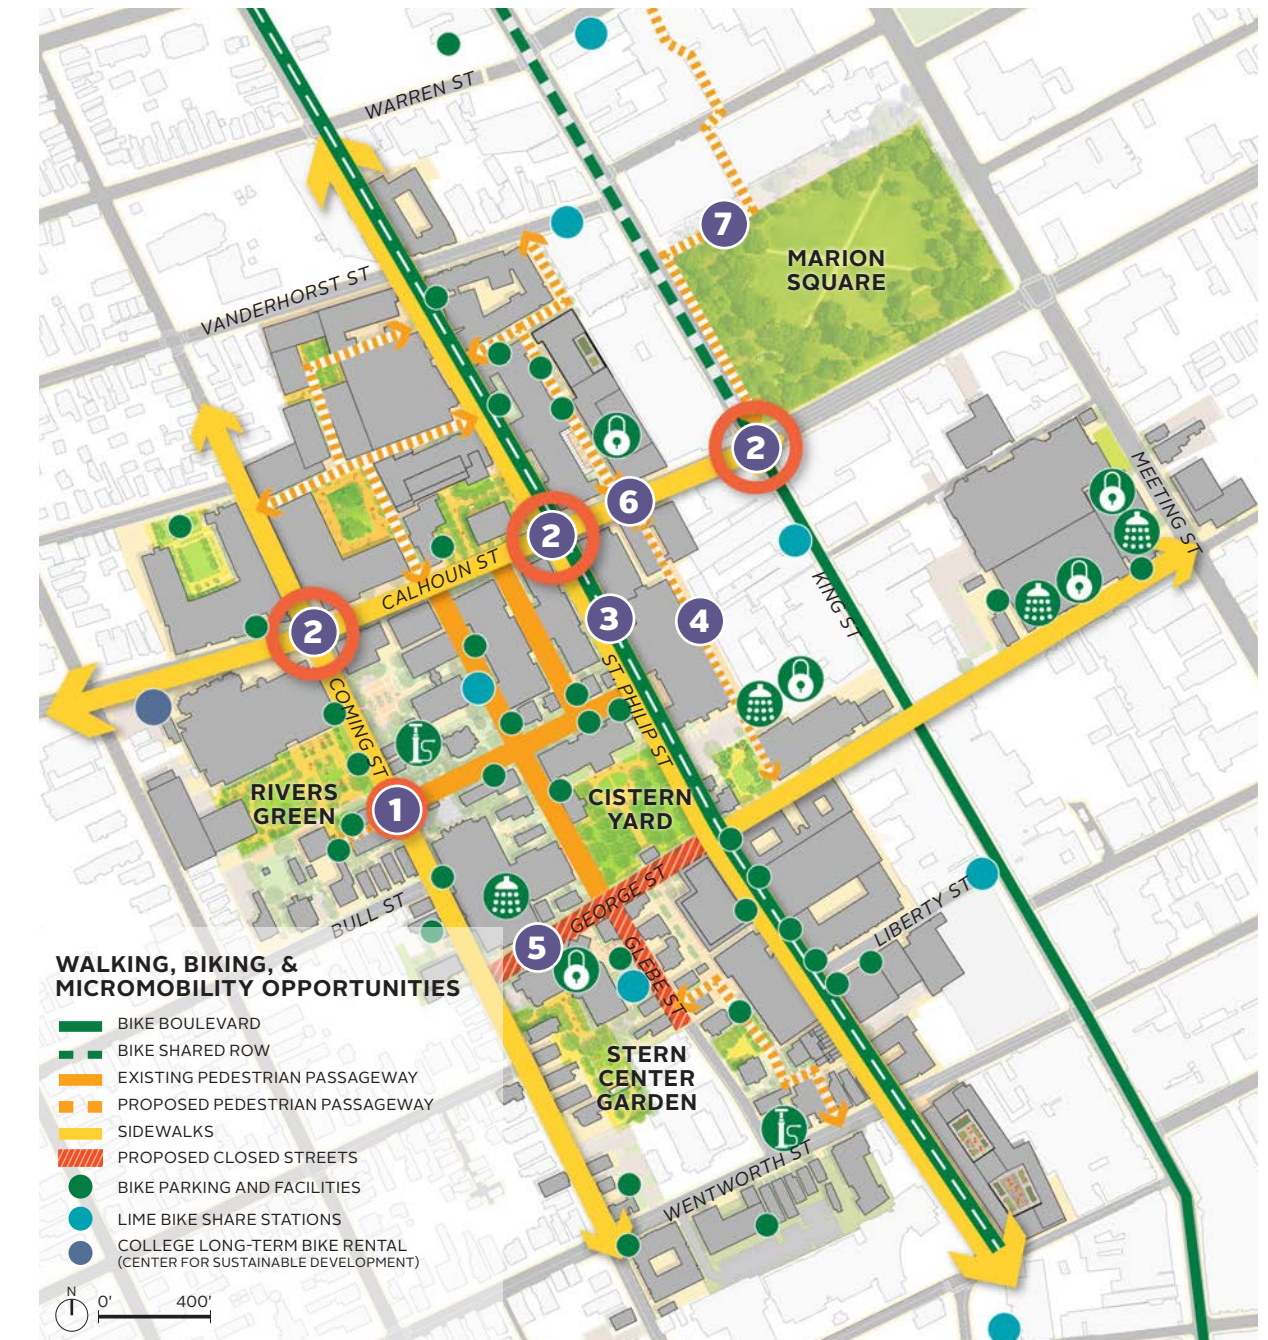 WARREN ST
7
MARION
SQUARE
VANDERHORST ST
2
MEETING ST
6
2
CALHOUN ST
KING ST
3
4
2
ST. PHILIP ST
COMING ST
RIVERS
GREEN
1
CISTERN
YARD
GEORGE ST
BULL ST
LIBERTY ST
5
GLEBE ST
STERN
CENTER
GARDEN
WENTWORTH ST
WALKING, BIKING, &
MICROMOBILITY OPPORTUNITIES
BIKE BOULEVARD
BIKE SHARED ROW
EXISTING PEDESTRIAN PASSAGEWAY
PROPOSED PEDESTRIAN PASSAGEWAY
SIDEWALKS
PROPOSED CLOSED STREETS
BIKE PARKING AND FACILITIES
LIME BIKE SHARE STATIONS
COLLEGE LONG-TERM BIKE RENTAL
(CENTER FOR SUSTAINABLE DEVELOPMENT)
N
0' 400'